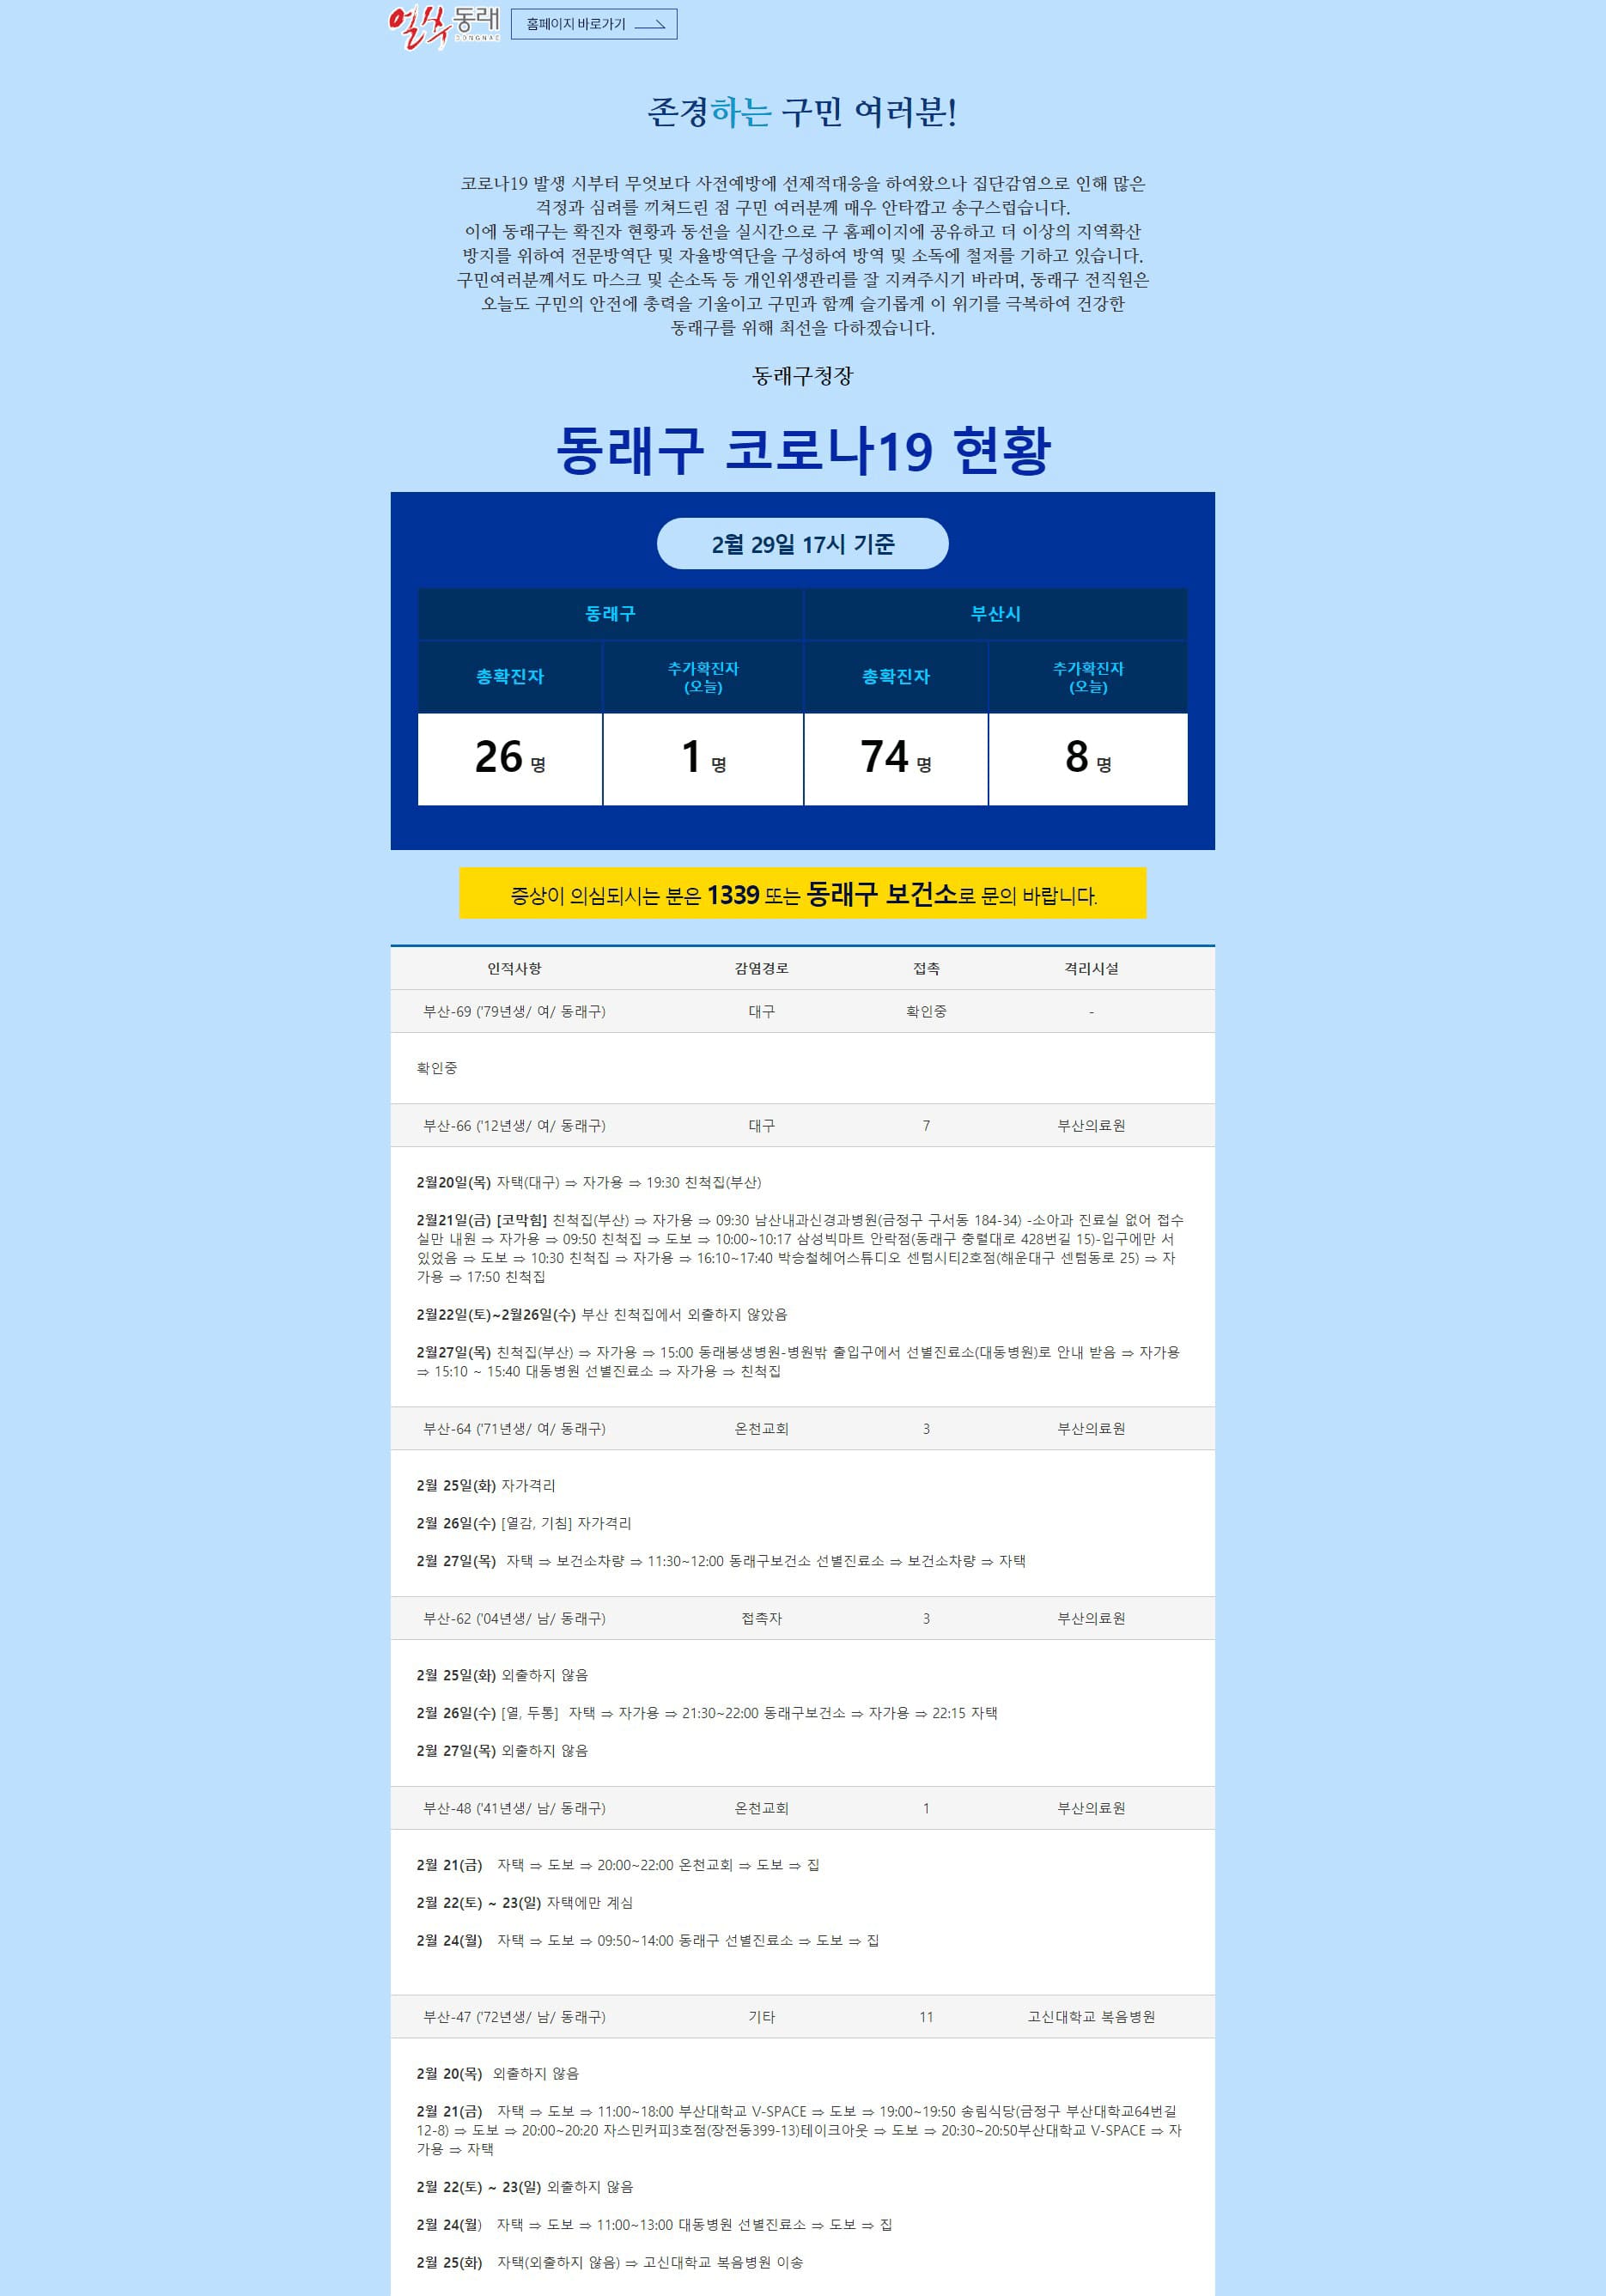 열쑤 동래
DONGNAE
홈페이지 바로가기
존경하는 구민 여러분!
코로나19 발생 시부터 무엇보다 사전예방에 선제적대응을 하여왔으나 집단감염으로 인해 많은
걱정과 심려를 끼쳐드린 점 구민 여러분께 매우 안타깝고 송구스럽습니다.
이에 동래구는 확진자 현황과 동선을 실시간으로 구 홈페이지에 공유하고 더 이상의 지역확산
방지를 위하여 전문방역단 및 자율방역단을 구성하여 방역 및 소독에 철저를 기하고 있습니다.
구민여러분께서도 마스크 및 손소독 등 개인위생관리를 잘 지켜주시기 바라며, 동래구 전직원은
오늘도 구민의 안전에 총력을 기울이고 구민과 함께 슬기롭게 이 위기를 극복하여 건강한
동래구를 위해 최선을 다하겠습니다.
동래구청장
동래구 코로나19 현황
2월 29일 17시 기준
동래구 부산시
총확진자 추가확진자 (오늘) 총확진자 추가확진자 (오늘)
26 명 1 명 74 명 8 명
증상이 의심되시는 분은 1339 또는 동래구 보건소로 문의 바랍니다.
인적사항 감염경로 접촉 격리시설
부산-69 ('79년생/ 여/ 동래구) 대구 확인중 -
확인중
부산-66 ('12년생/ 여/ 동래구) 대구 7 부산의료원
2월20일(목) 자택(대구) ⇒ 자가용 ⇒ 19:30 친척집(부산)
2월21일(금) [코막힘] 친척집(부산) ⇒ 자가용 ⇒ 09:30 남산내과신경과병원(금정구 구서동 184-34) -소아과 진료실 없어 접수
실만 내원 ⇒ 자가용 ⇒ 09:50 친척집 ⇒ 도보 ⇒ 10:00~10:17 삼성빅마트 안락점(동래구 충렬대로 428번길 15)-입구에만 서
있었음 ⇒ 도보 ⇒ 10:30 친척집 ⇒ 자가용 ⇒ 16:10~17:40 박승철헤어스튜디오 센텀시티2호점(해운대구 센텀동로 25) ⇒ 자
가용 ⇒ 17:50 친척집
2월22일(토)~2월26일(수) 부산 친척집에서 외출하지 않았음
2월27일(목) 친척집(부산) ⇒ 자가용 ⇒ 15:00 동래봉생병원-병원밖 출입구에서 선별진료소(대동병원)로 안내 받음 ⇒ 자가용
⇒ 15:10 ~ 15:40 대동병원 선별진료소 ⇒ 자가용 ⇒ 친척집
부산-64 ('71년생/ 여/ 동래구) 온천교회 3 부산의료원
2월 25일(화) 자가격리
2월 26일(수) [열감, 기침] 자가격리
2월 27일(목) 자택 ⇒ 보건소차량 ⇒ 11:30~12:00 동래구보건소 선별진료소 ⇒ 보건소차량 ⇒ 자택
부산-62 ('04년생/ 남/ 동래구) 접촉자 3 부산의료원
2월 25일(화) 외출하지 않음
2월 26일(수) [열, 두통] 자택 ⇒ 자가용 ⇒ 21:30~22:00 동래구보건소 ⇒ 자가용 ⇒ 22:15 자택
2월 27일(목) 외출하지 않음
부산-48 ('41년생/ 남/ 동래구) 온천교회 1 부산의료원
2월 21(금) 자택 ⇒ 도보 ⇒ 20:00~22:00 온천교회 ⇒ 도보 ⇒ 집
2월 22(토) ~ 23(일) 자택에만 계심
2월 24(월) 자택 ⇒ 도보 ⇒ 09:50~14:00 동래구 선별진료소 ⇒ 도보 ⇒ 집
부산-47 ('72년생/ 남/ 동래구) 기타 11 고신대학교 복음병원
2월 20(목) 외출하지 않음
2월 21(금) 자택 ⇒ 도보 ⇒ 11:00~18:00 부산대학교 V-SPACE ⇒ 도보 ⇒ 19:00~19:50 송림식당(금정구 부산대학교64번길
12-8) ⇒ 도보 ⇒ 20:00~20:20 자스민커피3호점(장전동399-13)테이크아웃 ⇒ 도보 ⇒ 20:30~20:50부산대학교 V-SPACE ⇒ 자
가용 ⇒ 자택
2월 22(토) ~ 23(일) 외출하지 않음
2월 24(월) 자택 ⇒ 도보 ⇒ 11:00~13:00 대동병원 선별진료소 ⇒ 도보 ⇒ 집
2월 25(화) 자택(외출하지 않음) ⇒ 고신대학교 복음병원 이송